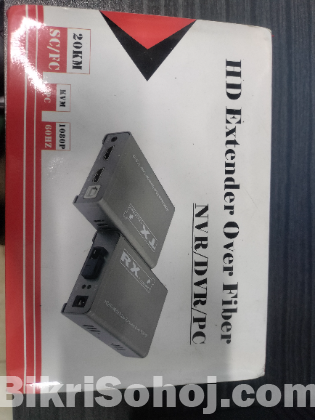 HD Extender Over Fiber
NVR/DVR/PC
TX
RX
20KM
KVM
1080P
SC/FC
60HZ
BikriSohoj.com